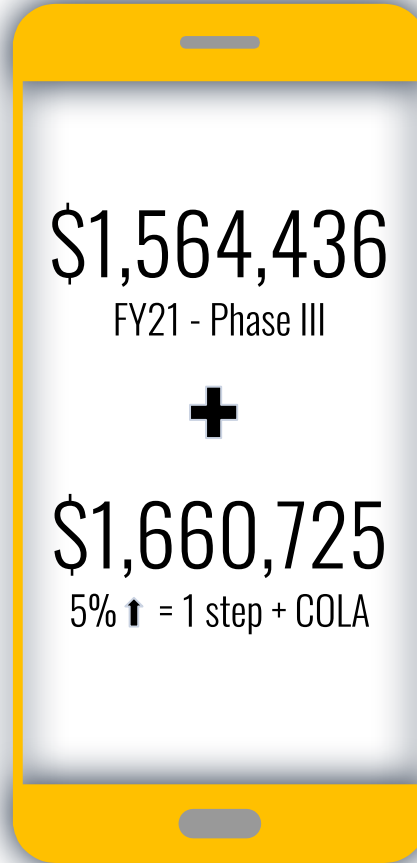 $1,564,436
FY21 - Phase III
+
$1,660,725
5% ⬆ = 1 step + COLA